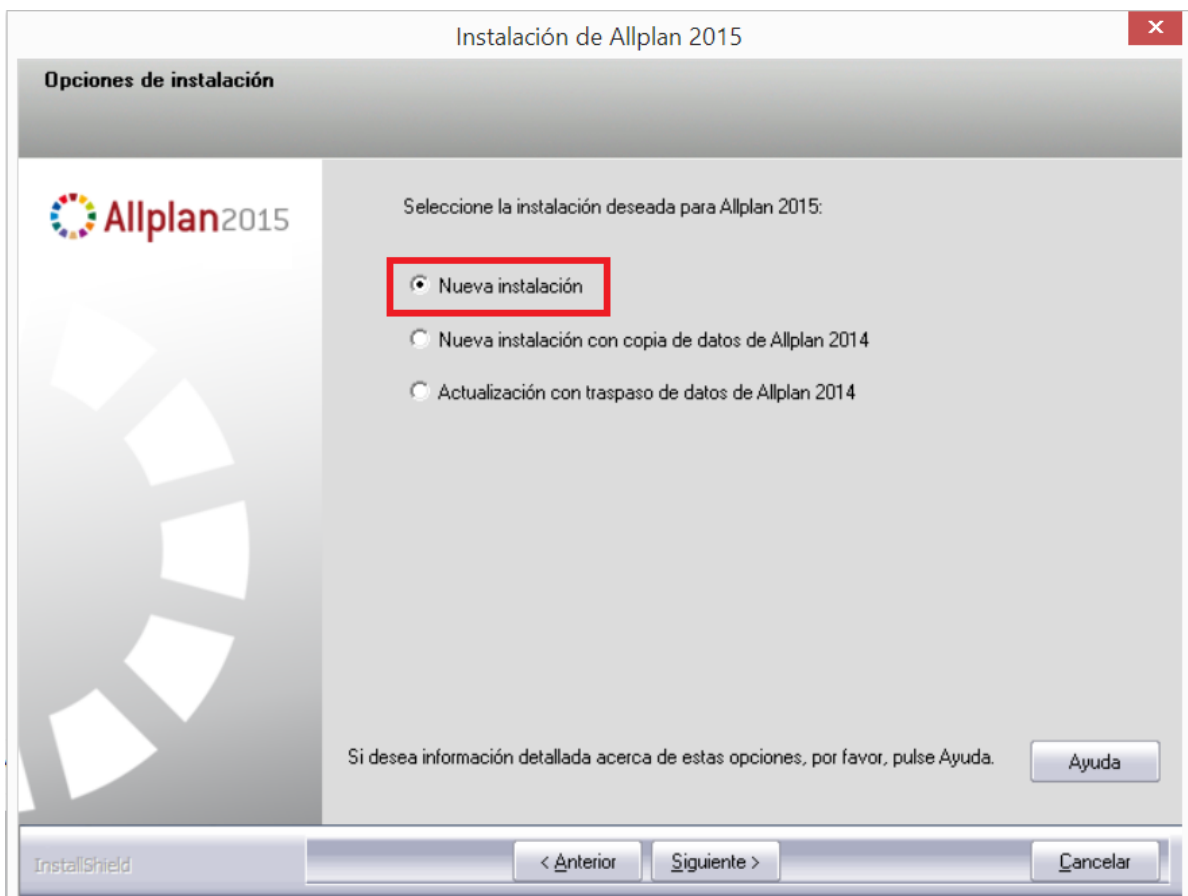 Instalación de Allplan 2015
Opciones de instalación
Allplan2015
Seleccione la instalación deseada para Allplan 2015:
Nueva instalación
Nueva instalación con copia de datos de Allplan 2014
Actualización con traspaso de datos de Allplan 2014
Si desea información detallada acerca de estas opciones, por favor, pulse Ayuda.
Ayuda
InstallShield
< Anterior
Siguiente >
Cancelar